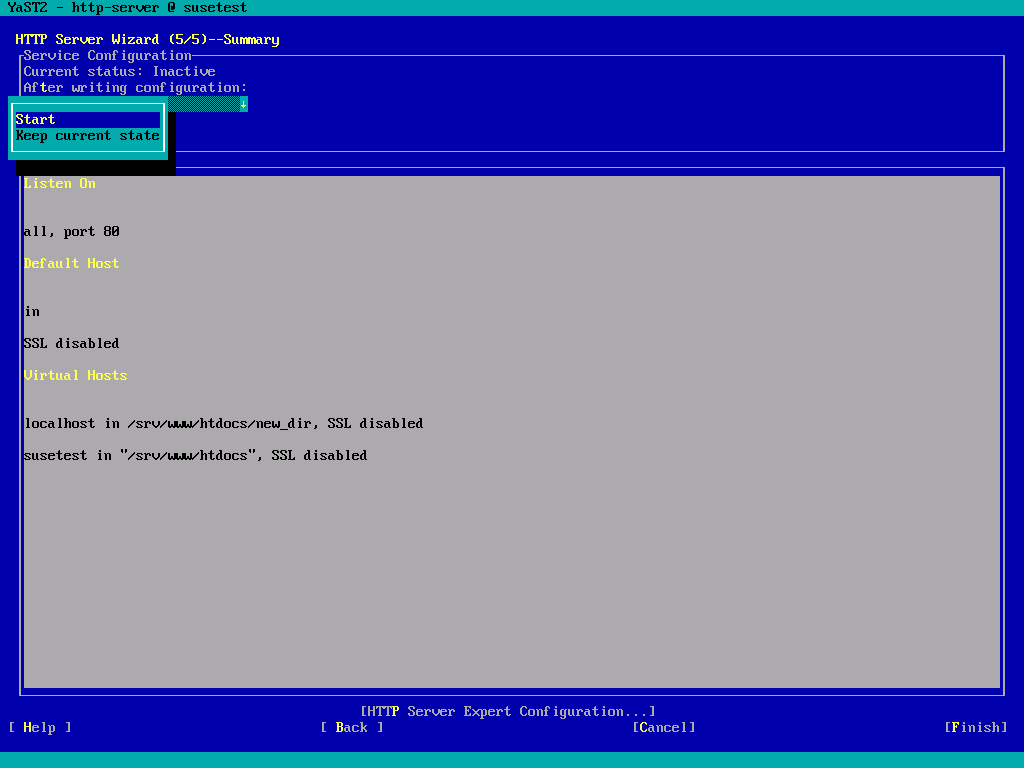 YaST2 - http-server @ susetest
HTTP Server Wizard (5/5)--Summary
Service Configuration
Current status: Inactive
After writing configuration:
↓
Start
Keep current state
Listen On
all, port 80
Default Host
in
SSL disabled
Virtual Hosts
localhost in /srv/www/htdocs/new_dir, SSL disabled
susetest in "/srv/www/htdocs", SSL disabled
[HTTP Server Expert Configuration...]
[ Help ] [ Back ] [Cancel] [Finish]